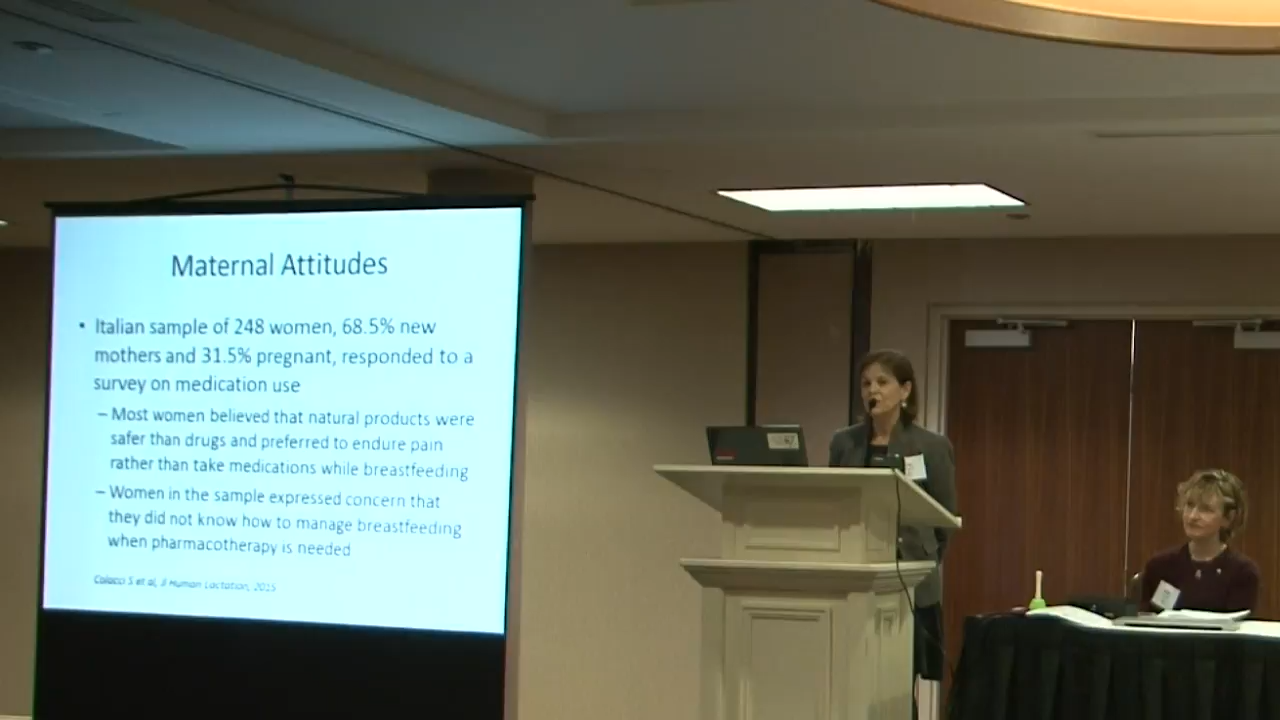 Maternal Attitudes
• Italian sample of 248 women, 68.5% new
mothers and 31.5% pregnant, responded to a
survey on medication use
– Most women believed that natural products were
safer than drugs and preferred to endure pain
rather than take medications while breastfeeding
– Women in the sample expressed concern that
they did not know how to manage breastfeeding
when pharmacotherapy is needed
S et al, J Human Lactation, 2015